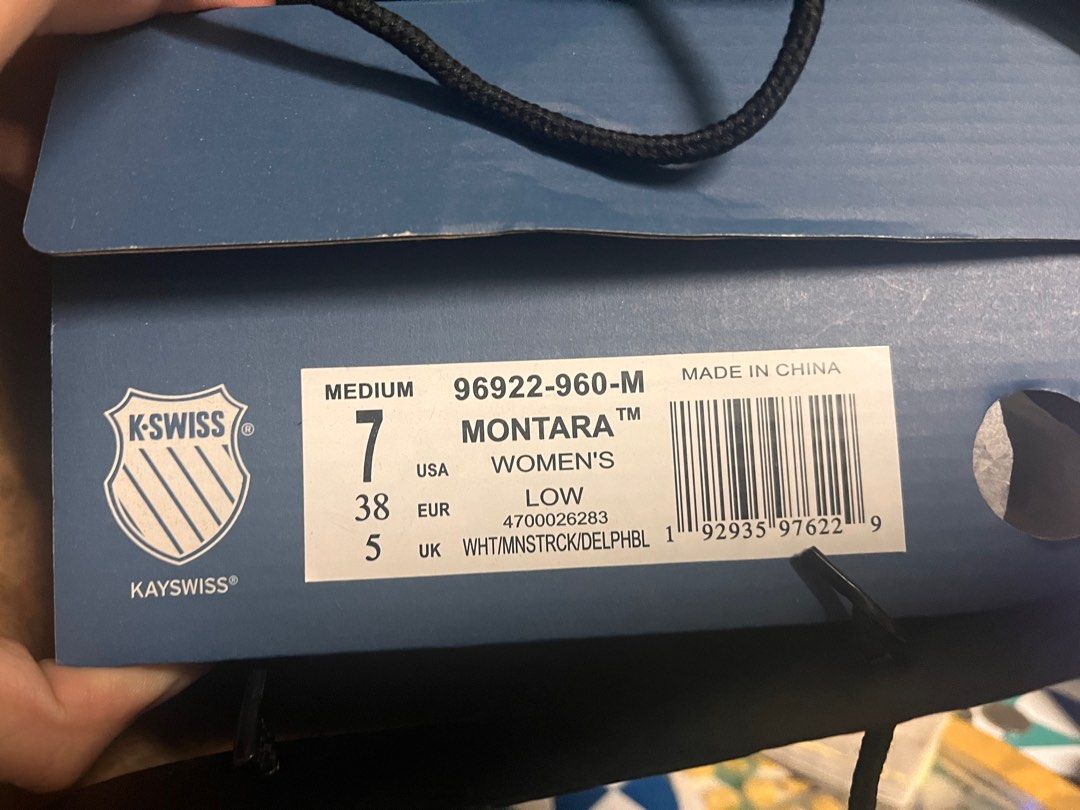 K·SWISS®
KAYSWISS®
MEDIUM
7 USA
38 EUR
5 UK
96922-960-M
MONTARA™
WOMEN'S
LOW
4700026283
WHT/MNSTRCK/DELPHBL
MADE IN CHINA
1 92935 97622 9